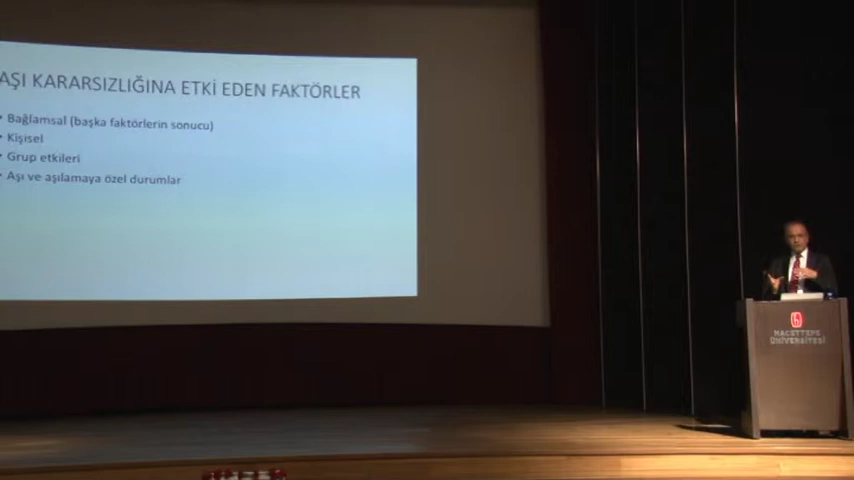 AŞI KARARSIZLIĞINA ETKİ EDEN FAKTÖRLER
• Bağlamsal (başka faktörlerin sonucu)
• Kişisel
• Grup etkileri
• Aşı ve aşılamaya özel durumlar
HACETTEPE
ÜNİVERSİTESİ